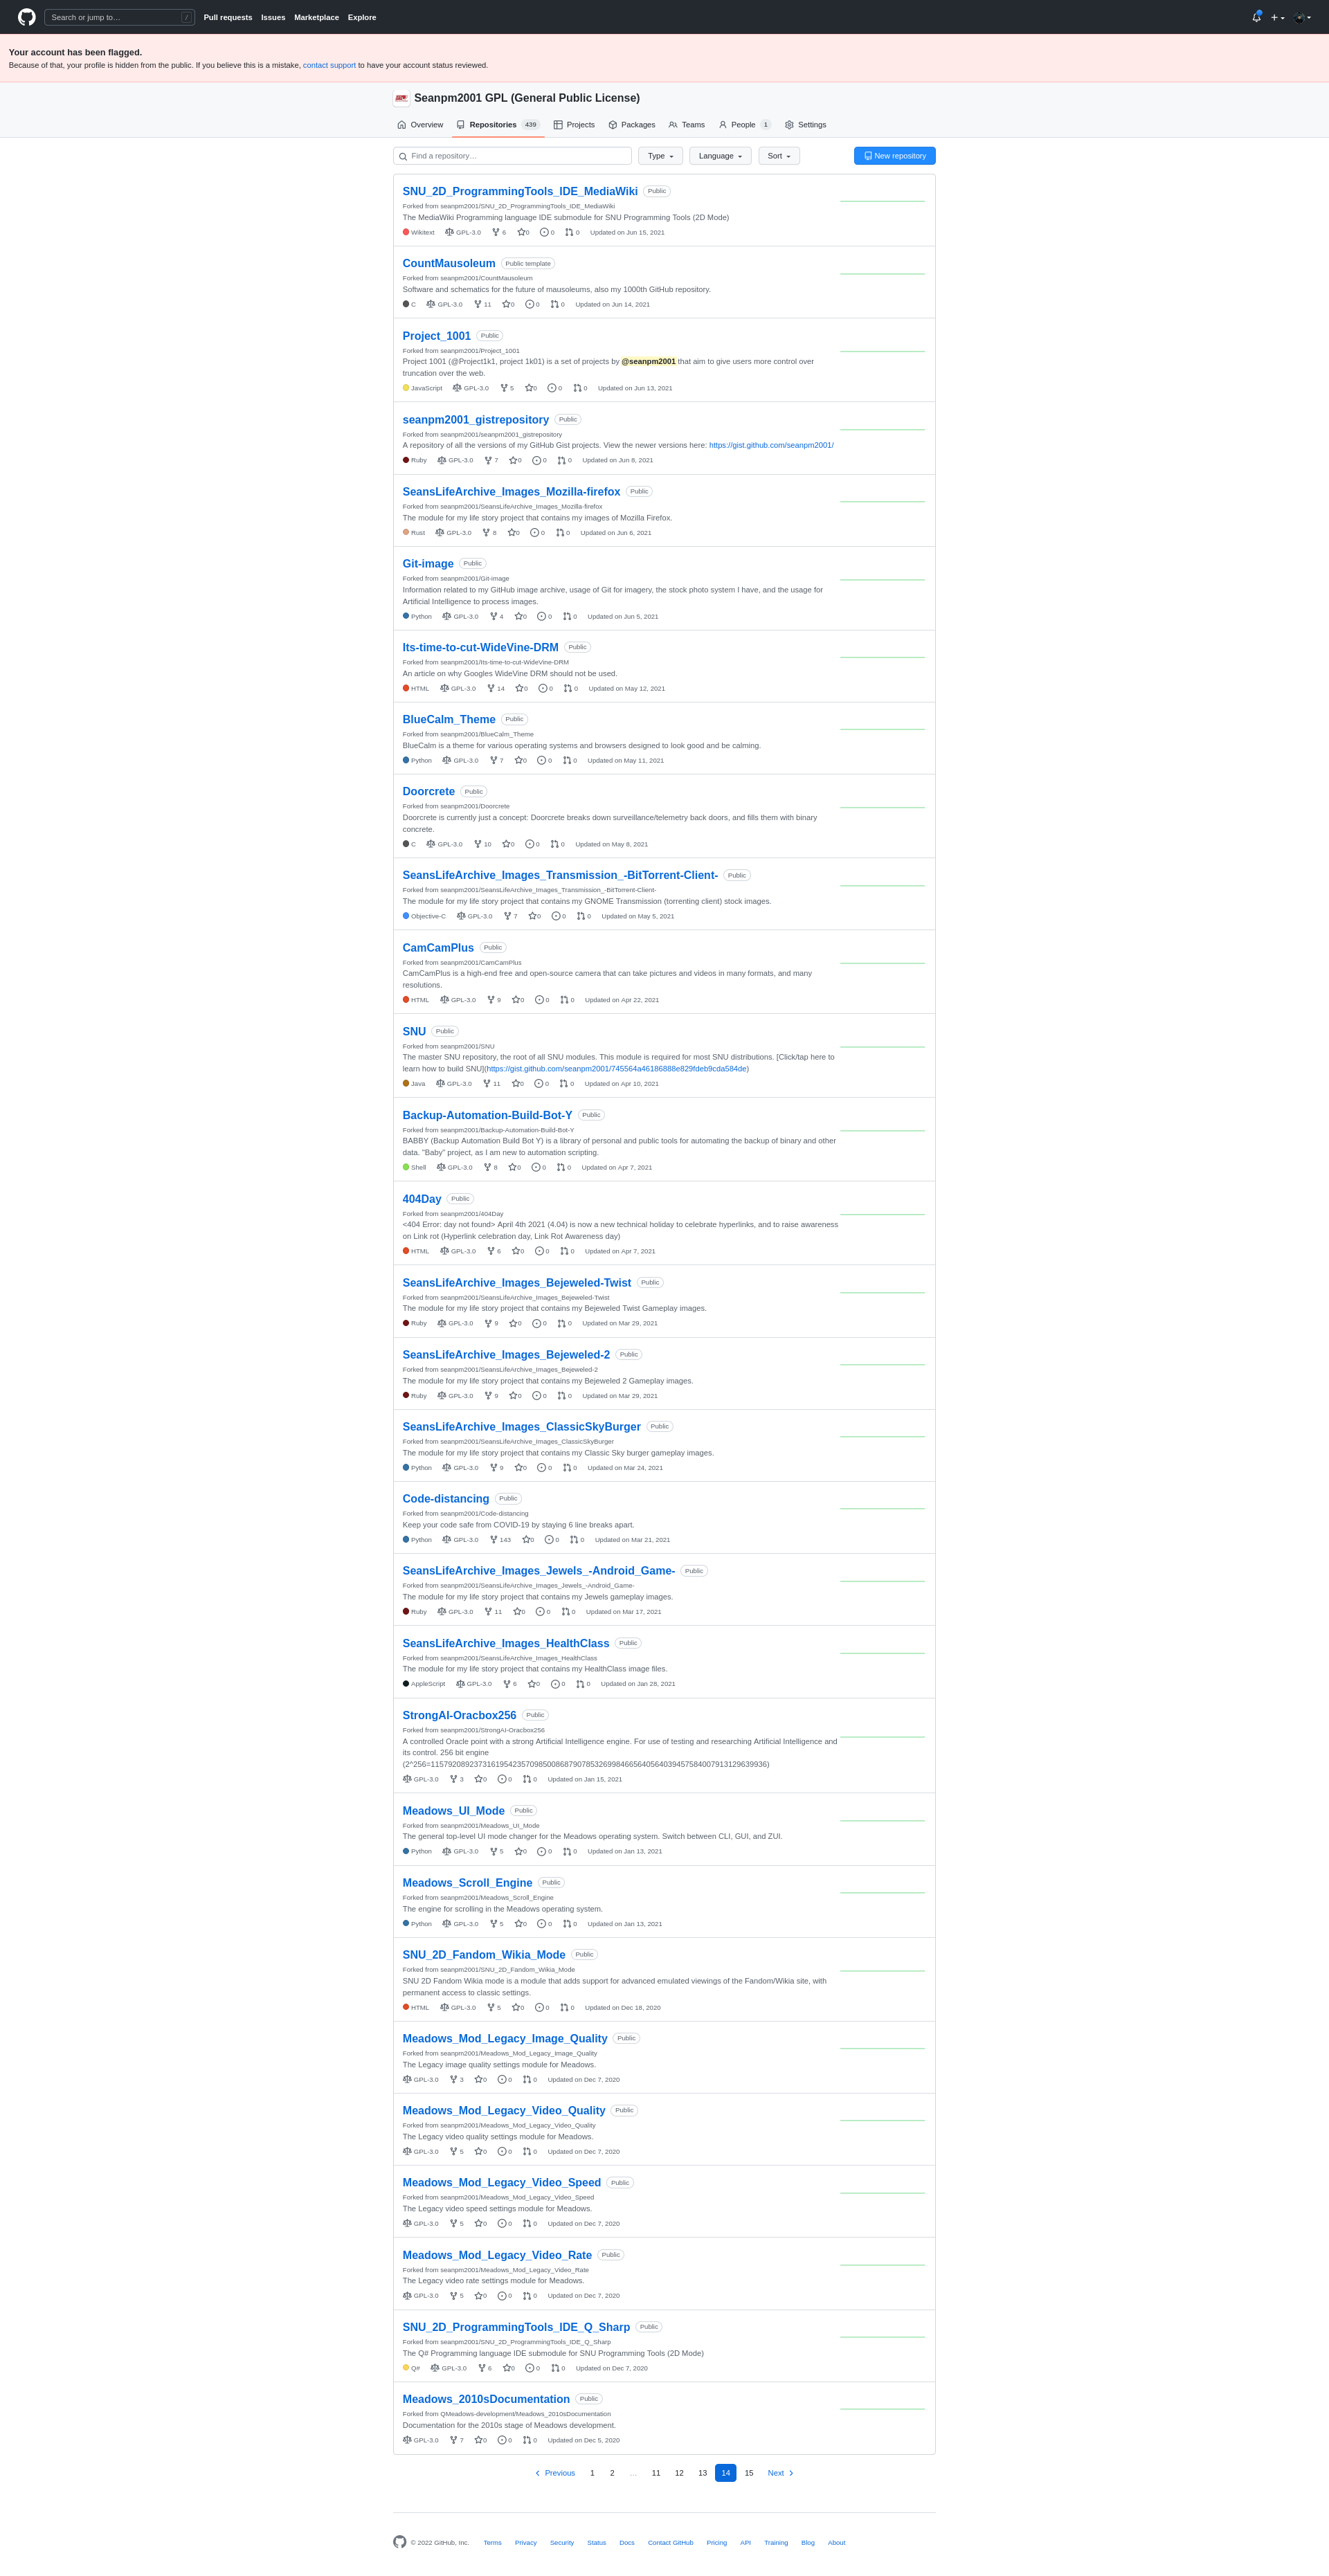 Search or jump to… /
Pull requests Issues Marketplace Explore
Your account has been flagged.
Because of that, your profile is hidden from the public. If you believe this is a mistake, contact support to have your account status reviewed.
Seanpm2001 GPL (General Public License)
Overview Repositories 439 Projects Packages Teams People 1 Settings
Find a repository… Type Language Sort New repository
SNU_2D_ProgrammingTools_IDE_MediaWiki Public
Forked from seanpm2001/SNU_2D_ProgrammingTools_IDE_MediaWiki
The MediaWiki Programming language IDE submodule for SNU Programming Tools (2D Mode)
Wikitext GPL-3.0 6 0 0 0 Updated on Jun 15, 2021
CountMausoleum Public template
Forked from seanpm2001/CountMausoleum
Software and schematics for the future of mausoleums, also my 1000th GitHub repository.
C GPL-3.0 11 0 0 0 Updated on Jun 14, 2021
Project_1001 Public
Forked from seanpm2001/Project_1001
Project 1001 (@Project1k1, project 1k01) is a set of projects by @seanpm2001 that aim to give users more control over
truncation over the web.
JavaScript GPL-3.0 5 0 0 0 Updated on Jun 13, 2021
seanpm2001_gistrepository Public
Forked from seanpm2001/seanpm2001_gistrepository
A repository of all the versions of my GitHub Gist projects. View the newer versions here: https://gist.github.com/seanpm2001/
Ruby GPL-3.0 7 0 0 0 Updated on Jun 8, 2021
SeansLifeArchive_Images_Mozilla-firefox Public
Forked from seanpm2001/SeansLifeArchive_Images_Mozilla-firefox
The module for my life story project that contains my images of Mozilla Firefox.
Rust GPL-3.0 8 0 0 0 Updated on Jun 6, 2021
Git-image Public
Forked from seanpm2001/Git-image
Information related to my GitHub image archive, usage of Git for imagery, the stock photo system I have, and the usage for
Artificial Intelligence to process images.
Python GPL-3.0 4 0 0 0 Updated on Jun 5, 2021
Its-time-to-cut-WideVine-DRM Public
Forked from seanpm2001/Its-time-to-cut-WideVine-DRM
An article on why Googles WideVine DRM should not be used.
HTML GPL-3.0 14 0 0 0 Updated on May 12, 2021
BlueCalm_Theme Public
Forked from seanpm2001/BlueCalm_Theme
BlueCalm is a theme for various operating systems and browsers designed to look good and be calming.
Python GPL-3.0 7 0 0 0 Updated on May 11, 2021
Doorcrete Public
Forked from seanpm2001/Doorcrete
Doorcrete is currently just a concept: Doorcrete breaks down surveillance/telemetry back doors, and fills them with binary
concrete.
C GPL-3.0 10 0 0 0 Updated on May 8, 2021
SeansLifeArchive_Images_Transmission_-BitTorrent-Client- Public
Forked from seanpm2001/SeansLifeArchive_Images_Transmission_-BitTorrent-Client-
The module for my life story project that contains my GNOME Transmission (torrenting client) stock images.
Objective-C GPL-3.0 7 0 0 0 Updated on May 5, 2021
CamCamPlus Public
Forked from seanpm2001/CamCamPlus
CamCamPlus is a high-end free and open-source camera that can take pictures and videos in many formats, and many
resolutions.
HTML GPL-3.0 9 0 0 0 Updated on Apr 22, 2021
SNU Public
Forked from seanpm2001/SNU
The master SNU repository, the root of all SNU modules. This module is required for most SNU distributions. [Click/tap here to
learn how to build SNU](https://gist.github.com/seanpm2001/745564a46186888e829fdeb9cda584de)
Java GPL-3.0 11 0 0 0 Updated on Apr 10, 2021
Backup-Automation-Build-Bot-Y Public
Forked from seanpm2001/Backup-Automation-Build-Bot-Y
BABBY (Backup Automation Build Bot Y) is a library of personal and public tools for automating the backup of binary and other
data. "Baby" project, as I am new to automation scripting.
Shell GPL-3.0 8 0 0 0 Updated on Apr 7, 2021
404Day Public
Forked from seanpm2001/404Day
<404 Error: day not found> April 4th 2021 (4.04) is now a new technical holiday to celebrate hyperlinks, and to raise awareness
on Link rot (Hyperlink celebration day, Link Rot Awareness day)
HTML GPL-3.0 6 0 0 0 Updated on Apr 7, 2021
SeansLifeArchive_Images_Bejeweled-Twist Public
Forked from seanpm2001/SeansLifeArchive_Images_Bejeweled-Twist
The module for my life story project that contains my Bejeweled Twist Gameplay images.
Ruby GPL-3.0 9 0 0 0 Updated on Mar 29, 2021
SeansLifeArchive_Images_Bejeweled-2 Public
Forked from seanpm2001/SeansLifeArchive_Images_Bejeweled-2
The module for my life story project that contains my Bejeweled 2 Gameplay images.
Ruby GPL-3.0 9 0 0 0 Updated on Mar 29, 2021
SeansLifeArchive_Images_ClassicSkyBurger Public
Forked from seanpm2001/SeansLifeArchive_Images_ClassicSkyBurger
The module for my life story project that contains my Classic Sky burger gameplay images.
Python GPL-3.0 9 0 0 0 Updated on Mar 24, 2021
Code-distancing Public
Forked from seanpm2001/Code-distancing
Keep your code safe from COVID-19 by staying 6 line breaks apart.
Python GPL-3.0 143 0 0 0 Updated on Mar 21, 2021
SeansLifeArchive_Images_Jewels_-Android_Game- Public
Forked from seanpm2001/SeansLifeArchive_Images_Jewels_-Android_Game-
The module for my life story project that contains my Jewels gameplay images.
Ruby GPL-3.0 11 0 0 0 Updated on Mar 17, 2021
SeansLifeArchive_Images_HealthClass Public
Forked from seanpm2001/SeansLifeArchive_Images_HealthClass
The module for my life story project that contains my HealthClass image files.
AppleScript GPL-3.0 6 0 0 0 Updated on Jan 28, 2021
StrongAI-Oracbox256 Public
Forked from seanpm2001/StrongAI-Oracbox256
A controlled Oracle point with a strong Artificial Intelligence engine. For use of testing and researching Artificial Intelligence and
its control. 256 bit engine
(2^256=115792089237316195423570985008687907853269984665640564039457584007913129639936)
GPL-3.0 3 0 0 0 Updated on Jan 15, 2021
Meadows_UI_Mode Public
Forked from seanpm2001/Meadows_UI_Mode
The general top-level UI mode changer for the Meadows operating system. Switch between CLI, GUI, and ZUI.
Python GPL-3.0 5 0 0 0 Updated on Jan 13, 2021
Meadows_Scroll_Engine Public
Forked from seanpm2001/Meadows_Scroll_Engine
The engine for scrolling in the Meadows operating system.
Python GPL-3.0 5 0 0 0 Updated on Jan 13, 2021
SNU_2D_Fandom_Wikia_Mode Public
Forked from seanpm2001/SNU_2D_Fandom_Wikia_Mode
SNU 2D Fandom Wikia mode is a module that adds support for advanced emulated viewings of the Fandom/Wikia site, with
permanent access to classic settings.
HTML GPL-3.0 5 0 0 0 Updated on Dec 18, 2020
Meadows_Mod_Legacy_Image_Quality Public
Forked from seanpm2001/Meadows_Mod_Legacy_Image_Quality
The Legacy image quality settings module for Meadows.
GPL-3.0 3 0 0 0 Updated on Dec 7, 2020
Meadows_Mod_Legacy_Video_Quality Public
Forked from seanpm2001/Meadows_Mod_Legacy_Video_Quality
The Legacy video quality settings module for Meadows.
GPL-3.0 5 0 0 0 Updated on Dec 7, 2020
Meadows_Mod_Legacy_Video_Speed Public
Forked from seanpm2001/Meadows_Mod_Legacy_Video_Speed
The Legacy video speed settings module for Meadows.
GPL-3.0 5 0 0 0 Updated on Dec 7, 2020
Meadows_Mod_Legacy_Video_Rate Public
Forked from seanpm2001/Meadows_Mod_Legacy_Video_Rate
The Legacy video rate settings module for Meadows.
GPL-3.0 5 0 0 0 Updated on Dec 7, 2020
SNU_2D_ProgrammingTools_IDE_Q_Sharp Public
Forked from seanpm2001/SNU_2D_ProgrammingTools_IDE_Q_Sharp
The Q# Programming language IDE submodule for SNU Programming Tools (2D Mode)
Q# GPL-3.0 6 0 0 0 Updated on Dec 7, 2020
Meadows_2010sDocumentation Public
Forked from QMeadows-development/Meadows_2010sDocumentation
Documentation for the 2010s stage of Meadows development.
GPL-3.0 7 0 0 0 Updated on Dec 5, 2020
Previous 1 2 … 11 12 13 14 15 Next
© 2022 GitHub, Inc. Terms Privacy Security Status Docs Contact GitHub Pricing API Training Blog About